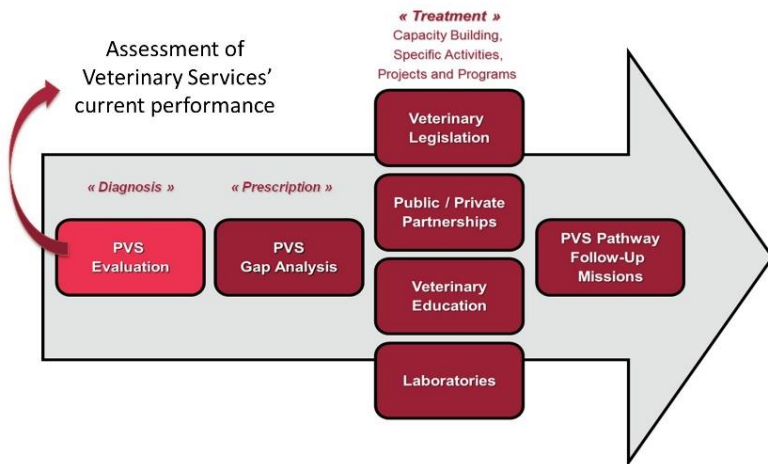 « Treatment »
Capacity Building,
Specific Activities,
Projects and Programs
Assessment of
Veterinary Services’
current performance
« Diagnosis »
« Prescription »
PVS
Evaluation
PVS
Gap Analysis
Veterinary
Legislation
Public / Private
Partnerships
Veterinary
Education
Laboratories
PVS Pathway
Follow-Up
Missions